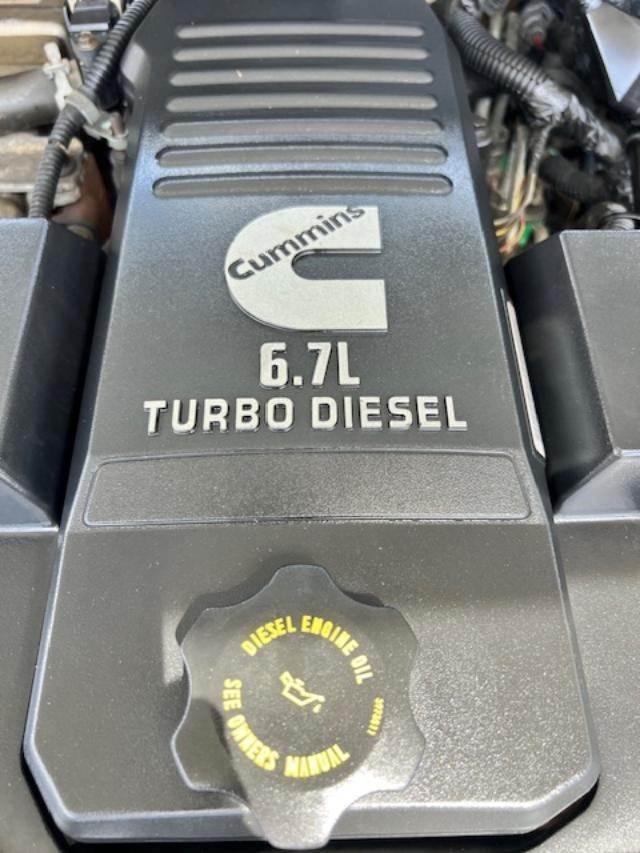 Cummins
6.7L
TURBO DIESEL
DIESEL ENGINE OIL
SEE OWNERS MANUAL